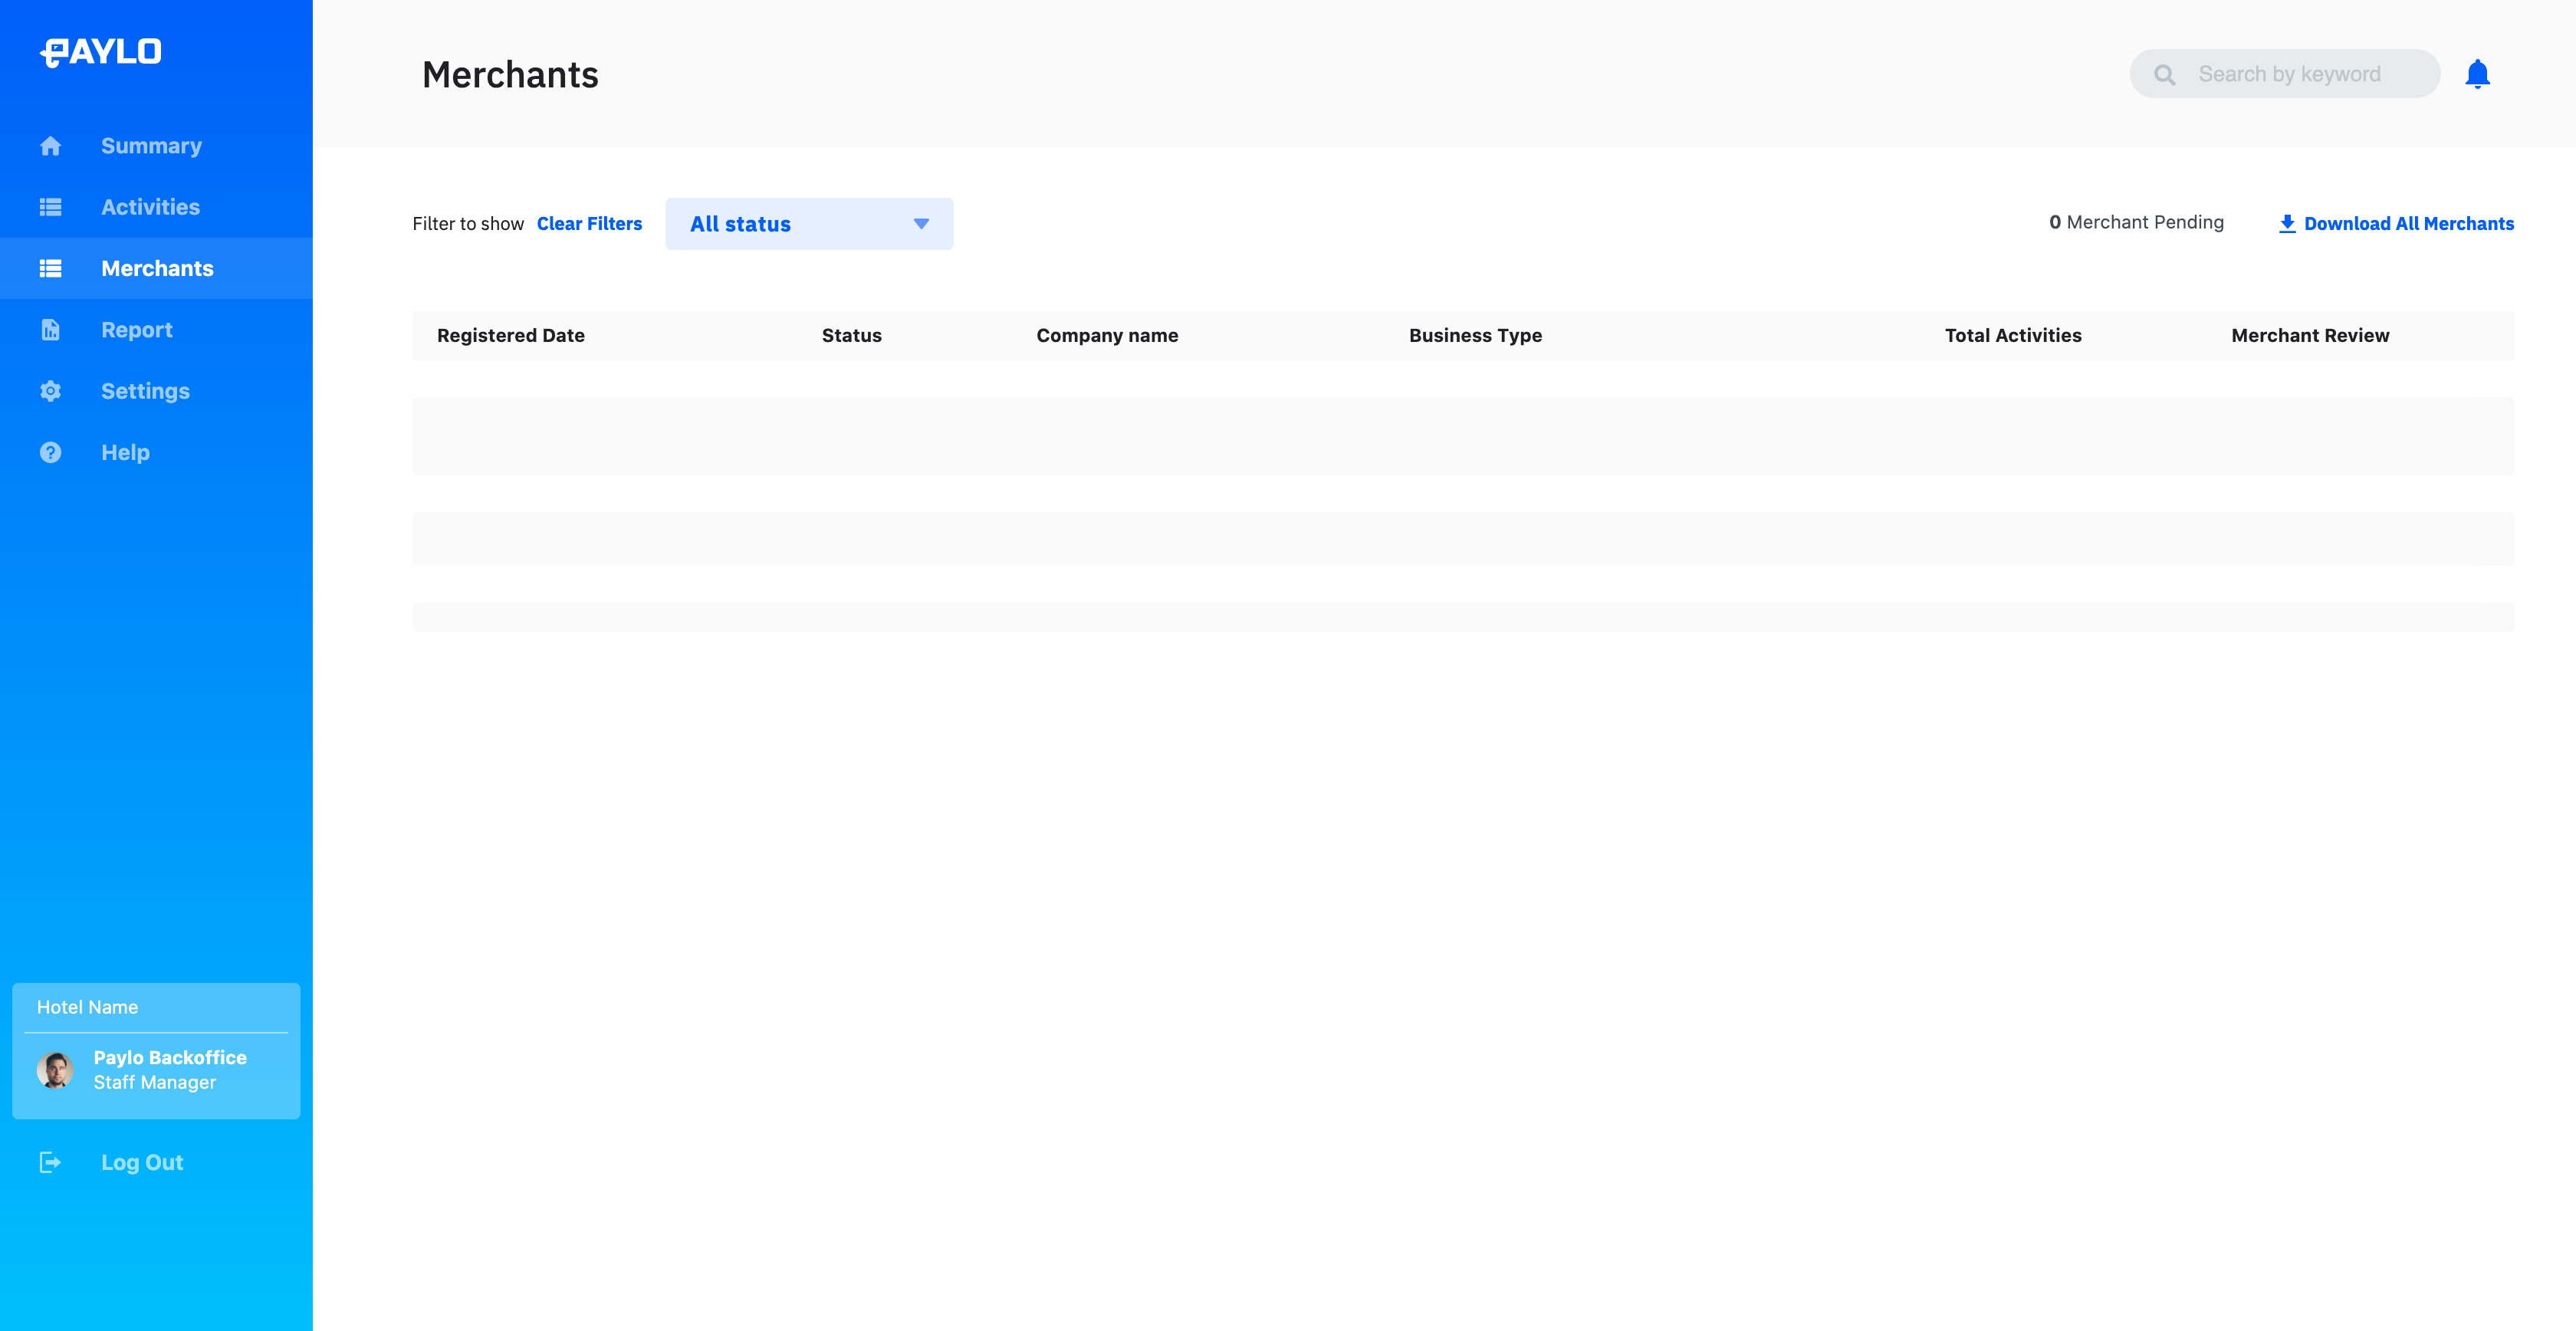 PAYLO
Summary
Activities
Merchants
Report
Settings
Help
Hotel Name
Paylo Backoffice
Staff Manager
Log Out
Merchants
Search by keyword
Filter to show Clear Filters All status 0 Merchant Pending Download All Merchants
Registered Date Status Company name Business Type Total Activities Merchant Review